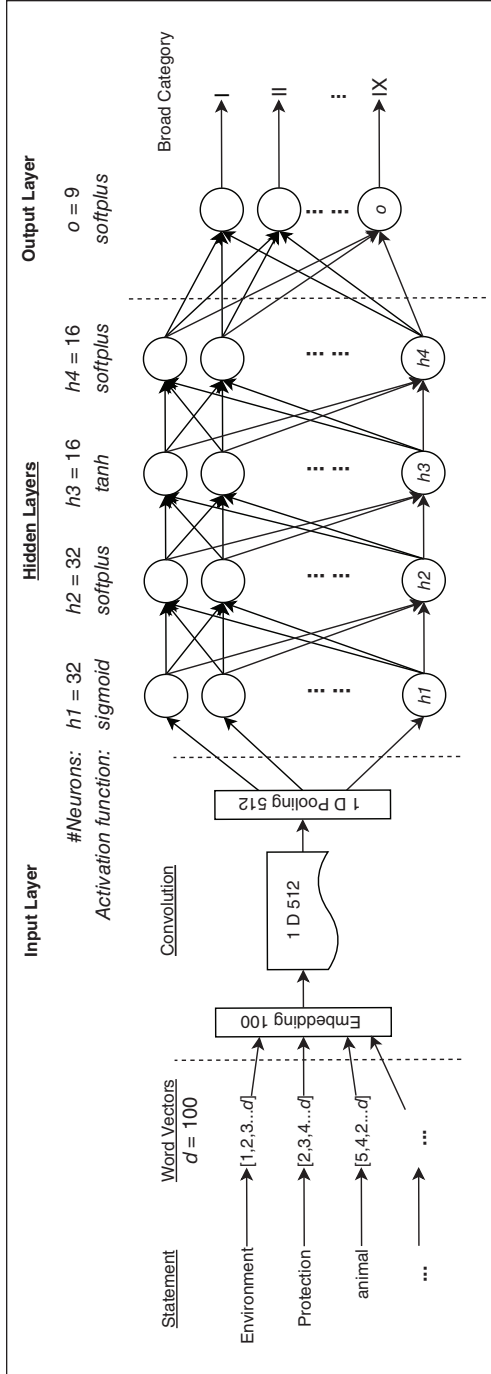 Input Layer
Hidden Layers
Output Layer
#Neurons:
h1 = 32
h2 = 32
h3 = 16
h4 = 16
o = 9
Activation function:
sigmoid
softplus
tanh
softplus
softplus
Statement
Word Vectors
d = 100
Convolution
Broad Category
Environment
[1,2,3...d]
Protection
[2,3,4...d]
animal
[5,4,2...d]
...
...
Embedding 100
1 D 512
1 D Pooling 512
... ...
... ...
... ...
... ...
... ...
h1
h2
h3
h4
o
I
II
...
IX